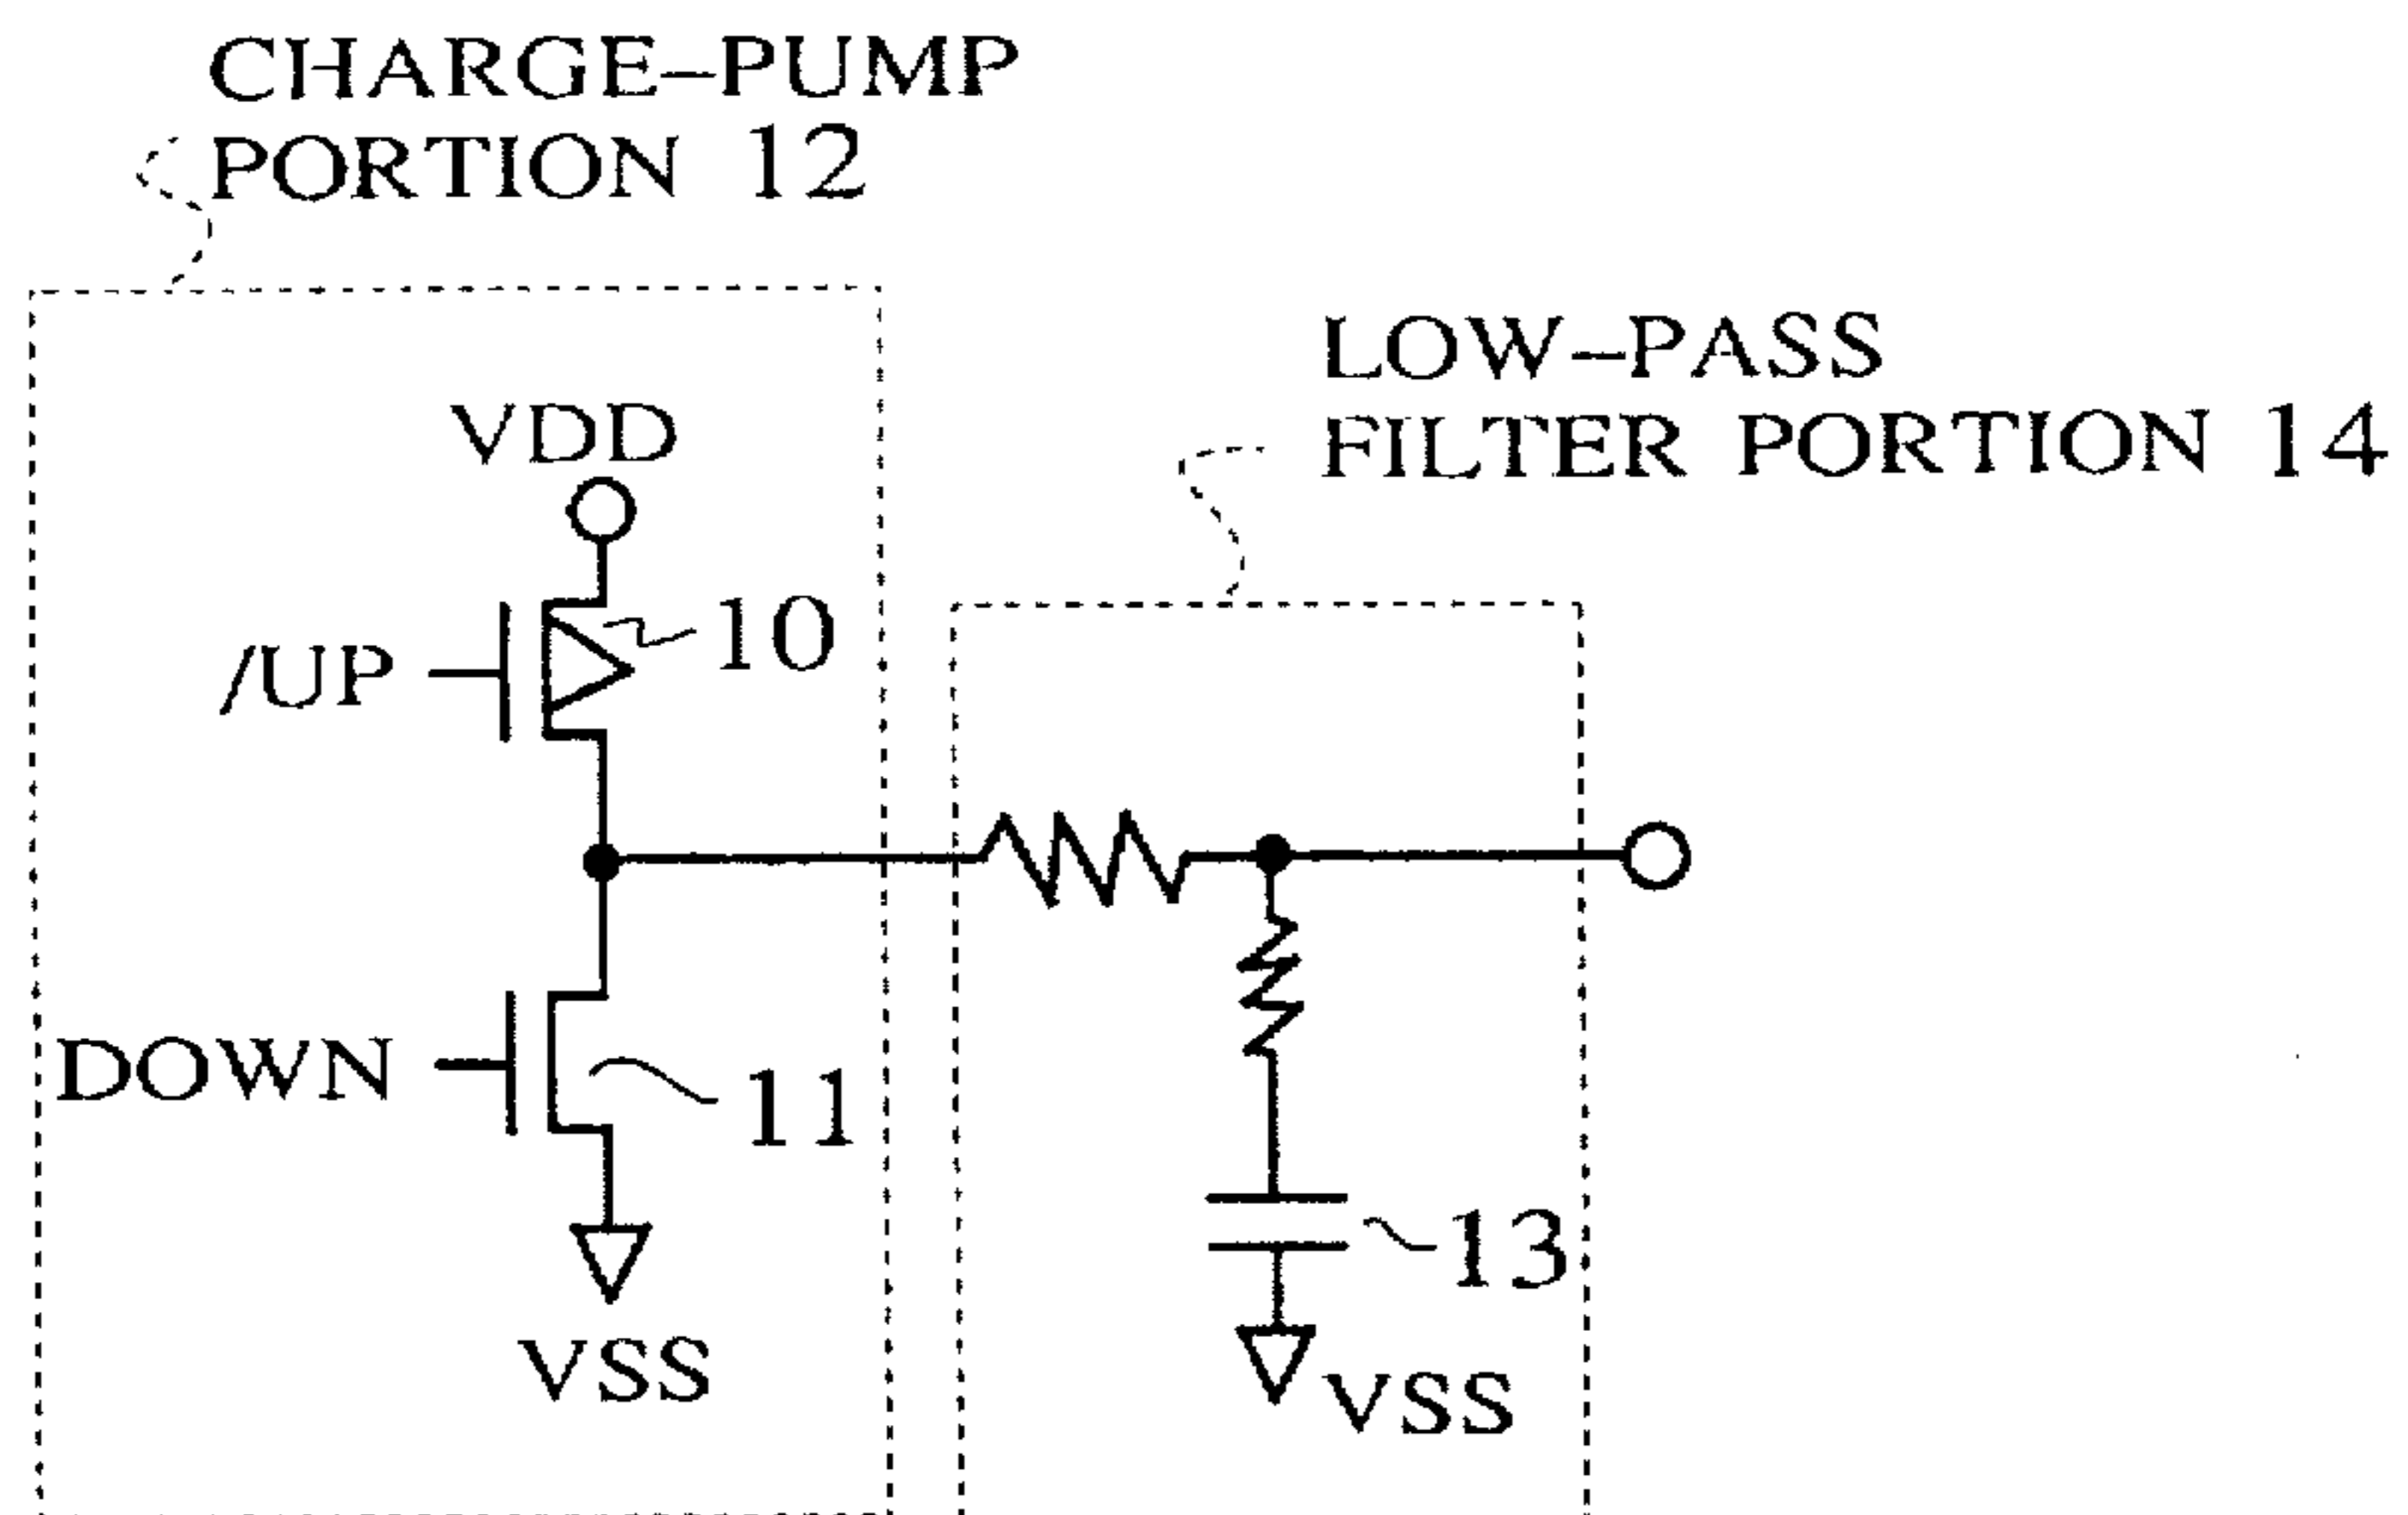 CHARGE-PUMP
PORTION 12
LOW-PASS
FILTER PORTION 14
VDD
10
/UP
DOWN
11
13
VSS
VSS